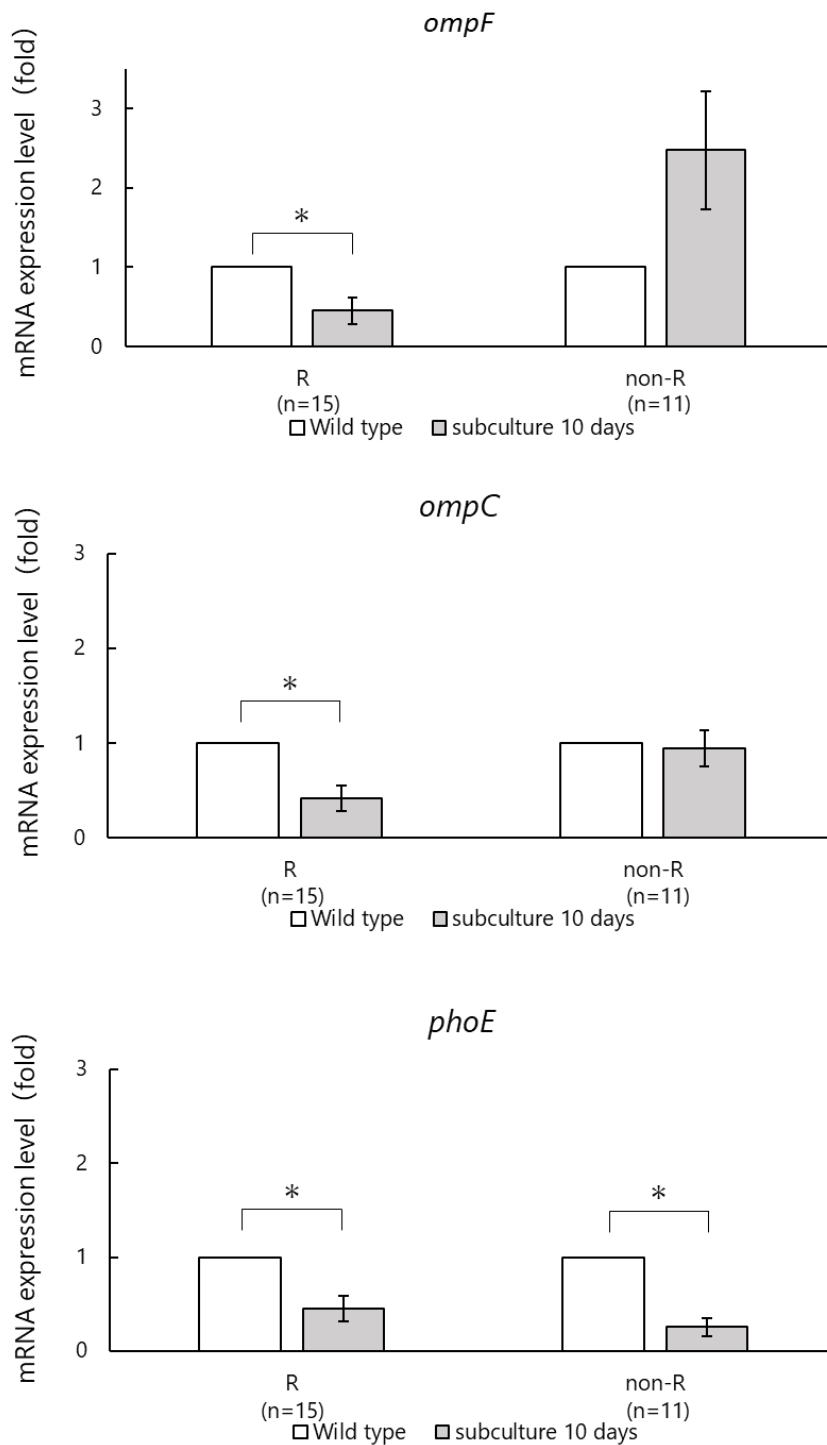 ompF
mRNA expression level (fold)
3
2
1
0
*
R
(n=15)
non-R
(n=11)
Wild type subculture 10 days
ompC
mRNA expression level (fold)
3
2
1
0
*
R
(n=15)
non-R
(n=11)
Wild type subculture 10 days
phoE
mRNA expression level (fold)
3
2
1
0
*
*
R
(n=15)
non-R
(n=11)
Wild type subculture 10 days